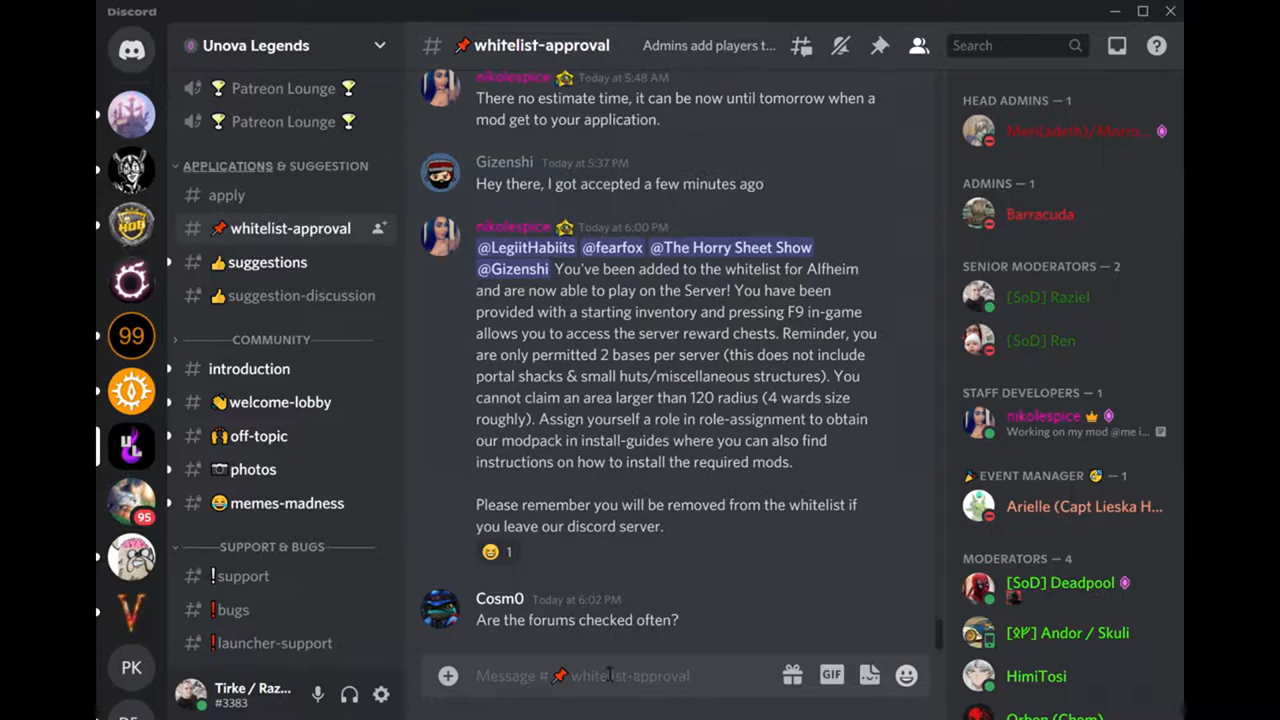 Discord
Unova Legends
🏆 Patreon Lounge 🏆
🏆 Patreon Lounge 🏆
APPLICATIONS & SUGGESTION
# apply
# 📌 whitelist-approval
# 👍 suggestions
# 👍 suggestion-discussion
COMMUNITY
# introduction
# 👋 welcome-lobby
# 🙌 off-topic
# 📷 photos
# 😂 memes-madness
SUPPORT & BUGS
# ❕support
# ❗bugs
# ❗launcher-support
99
95
PK
Tirke / Raz...
#3383
# 📌 whitelist-approval
Admins add players t...
Search
nikolespice Today at 5:48 AM
There no estimate time, it can be now until tomorrow when a
mod get to your application.
Gizenshi Today at 5:37 PM
Hey there, I got accepted a few minutes ago
nikolespice Today at 6:00 PM
@LegiitHabiits @fearfox @The Horry Sheet Show
@Gizenshi You've been added to the whitelist for Alfheim
and are now able to play on the Server! You have been
provided with a starting inventory and pressing F9 in-game
allows you to access the server reward chests. Reminder, you
are only permitted 2 bases per server (this does not include
portal shacks & small huts/miscellaneous structures). You
cannot claim an area larger than 120 radius (4 wards size
roughly). Assign yourself a role in role-assignment to obtain
our modpack in install-guides where you can also find
instructions on how to install the required mods.
Please remember you will be removed from the whitelist if
you leave our discord server.
😆 1
Cosm0 Today at 6:02 PM
Are the forums checked often?
Message # 📌 whitelist-approval
GIF
HEAD ADMINS — 1
Meri(adeth)/Morro...
ADMINS — 1
Barracuda
SENIOR MODERATORS — 2
[SoD] Raziel
[SoD] Ren
STAFF DEVELOPERS — 1
nikolespice
Working on my mod @me i...
🎉 EVENT MANAGER 🥳 — 1
Arielle (Capt Lieska H...
MODERATORS — 4
[SoD] Deadpool
[ᛟᚠ] Andor / Skuli
HimiTosi